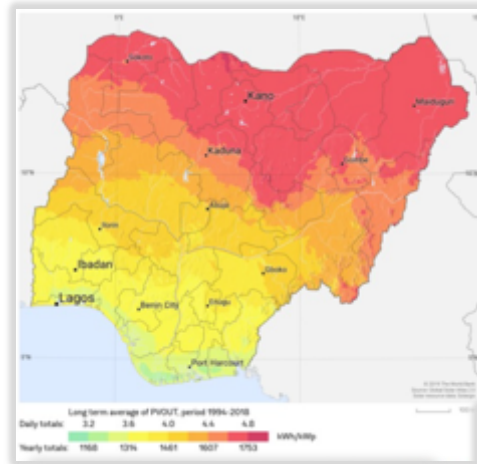 Sokoto
Kano
Maiduguri
Kaduna
Gombe
Abuja
Ilorin
Ibadan
Gboko
Lagos
Benin City
Enugu
Port Harcourt
Long term average of PVOUT, period 1994-2018
Daily totals: 3.2 3.6 4.0 4.4 4.8
kWh/kWp
Yearly totals: 1168 1314 1461 1607 1753